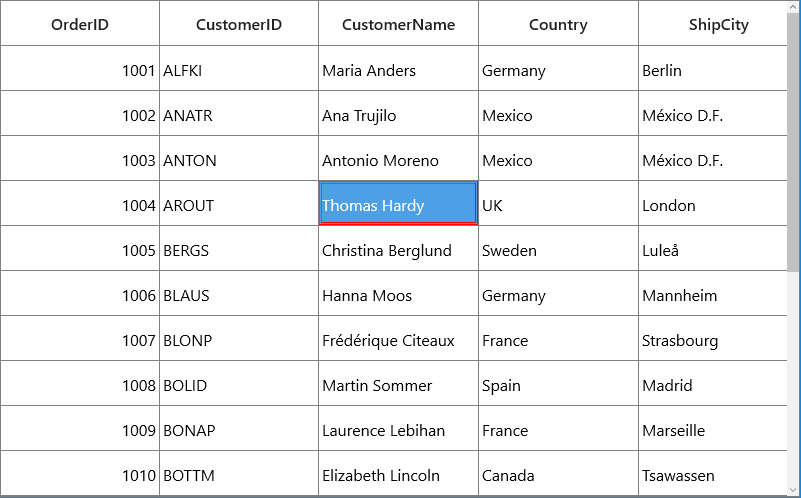 OrderID CustomerID CustomerName Country ShipCity
1001 ALFKI Maria Anders Germany Berlin
1002 ANATR Ana Trujilo Mexico México D.F.
1003 ANTON Antonio Moreno Mexico México D.F.
1004 AROUT Thomas Hardy UK London
1005 BERGS Christina Berglund Sweden Luleå
1006 BLAUS Hanna Moos Germany Mannheim
1007 BLONP Frédérique Citeaux France Strasbourg
1008 BOLID Martin Sommer Spain Madrid
1009 BONAP Laurence Lebihan France Marseille
1010 BOTTM Elizabeth Lincoln Canada Tsawassen